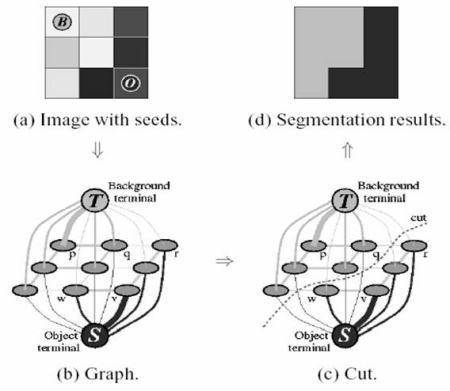 B
O
(a) Image with seeds.
(d) Segmentation results.
Background
terminal
T
p
q
r
w
v
S
Object
terminal
(b) Graph.
Background
terminal
T
cut
p
q
r
w
v
S
Object
terminal
(c) Cut.